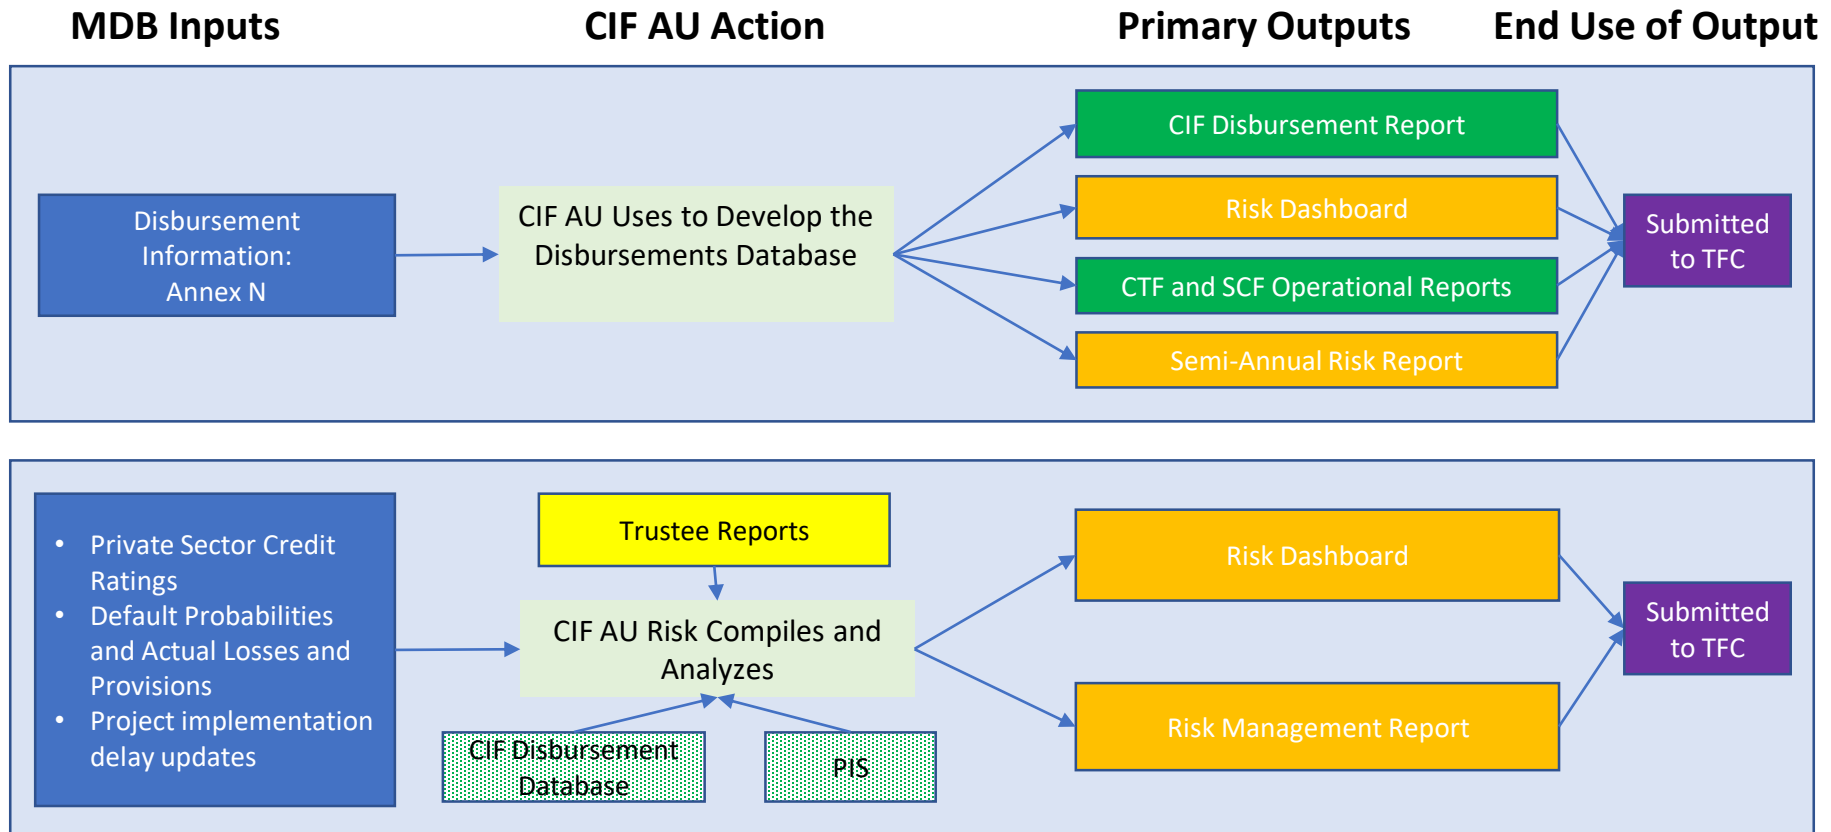 MDB Inputs
CIF AU Action
Primary Outputs
End Use of Output
Disbursement
Information:
Annex N
CIF AU Uses to Develop the
Disbursements Database
CIF Disbursement Report
Risk Dashboard
CTF and SCF Operational Reports
Semi-Annual Risk Report
Submitted
to TFC
• Private Sector Credit
Ratings
• Default Probabilities
and Actual Losses and
Provisions
• Project implementation
delay updates
Trustee Reports
CIF AU Risk Compiles and
Analyzes
CIF Disbursement
Database
PIS
Risk Dashboard
Risk Management Report
Submitted
to TFC